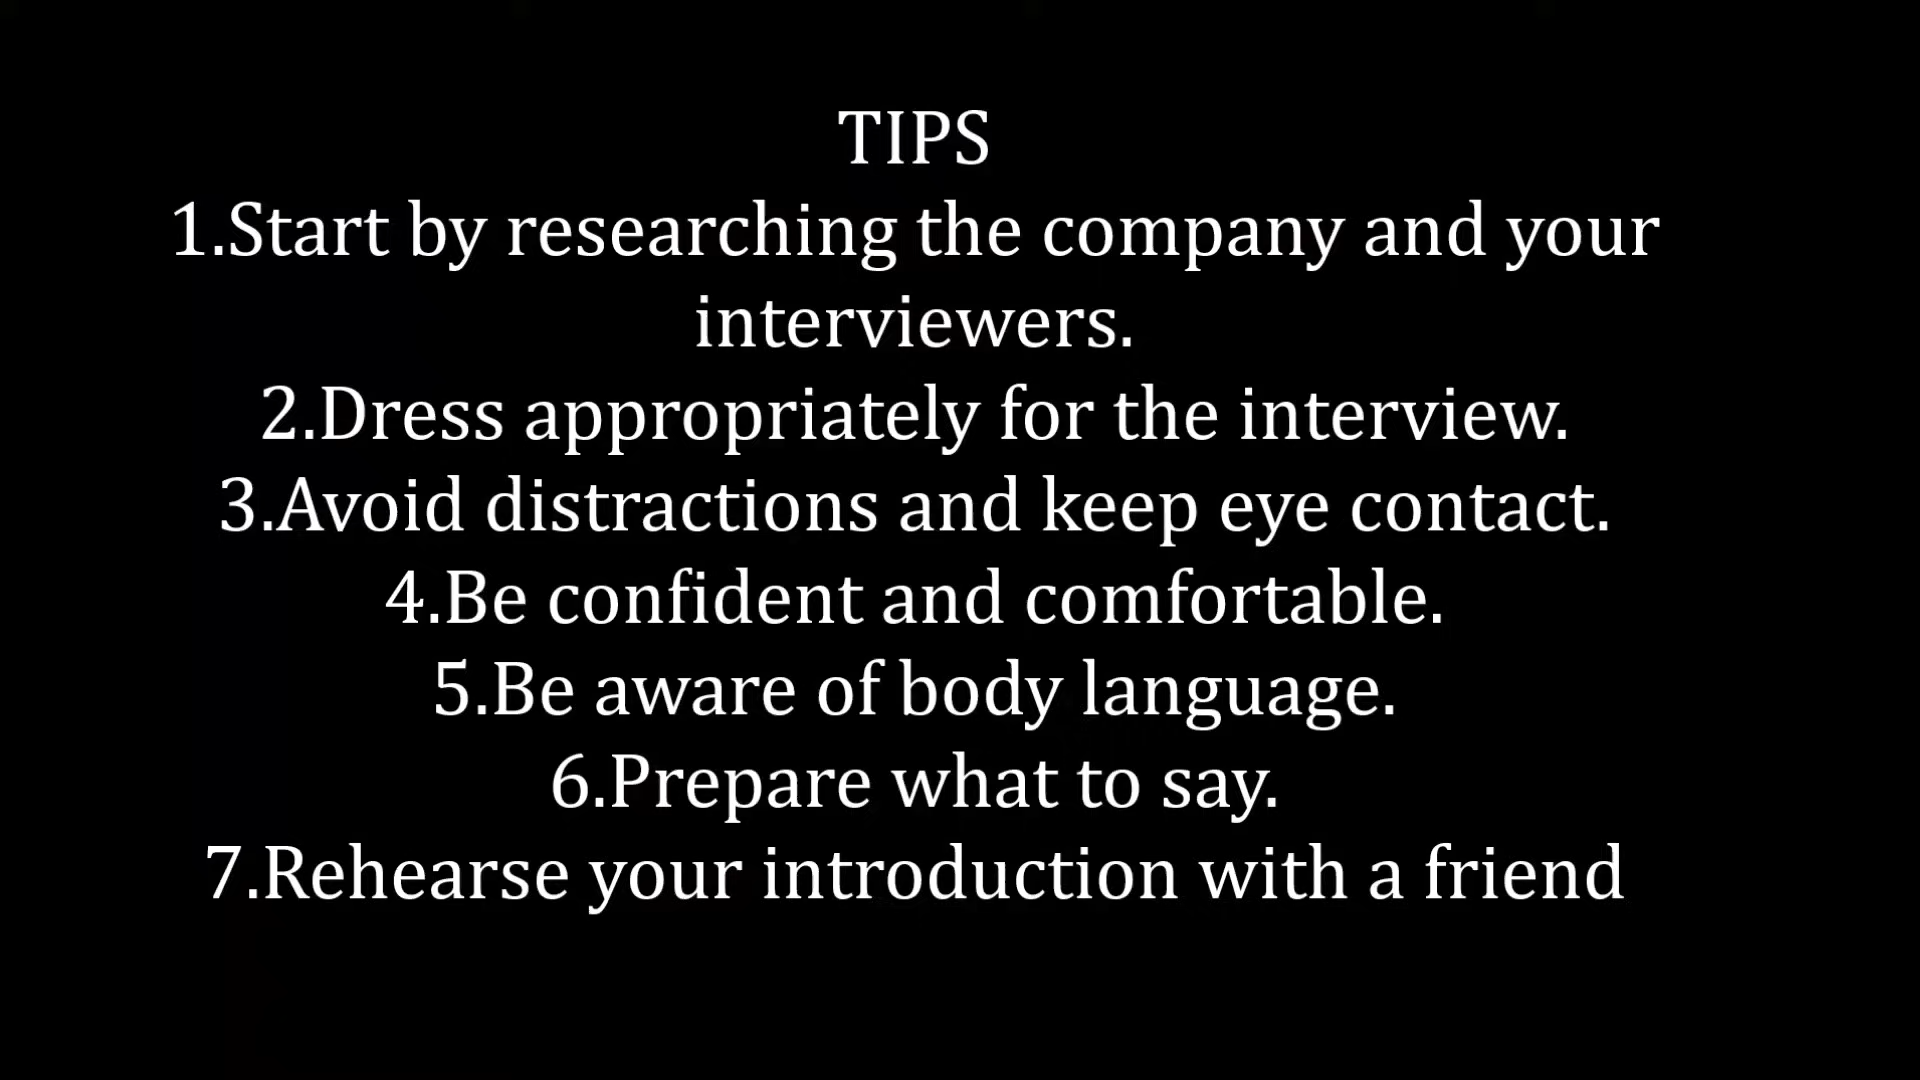 TIPS
1.Start by researching the company and your
interviewers.
2.Dress appropriately for the interview.
3.Avoid distractions and keep eye contact.
4.Be confident and comfortable.
5.Be aware of body language.
6.Prepare what to say.
7.Rehearse your introduction with a friend